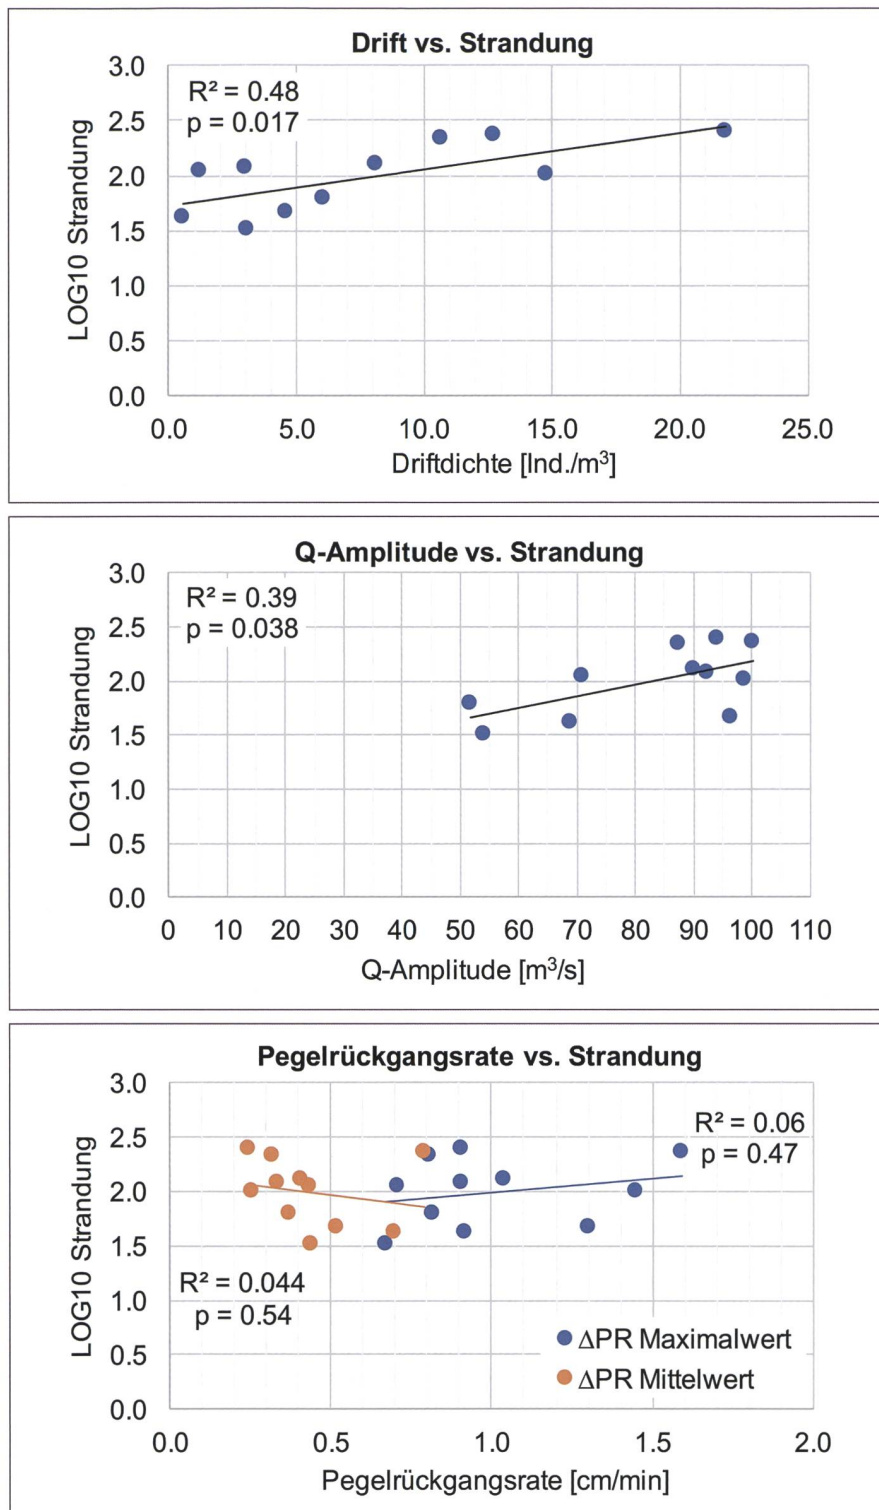 Drift vs. Strandung
R² = 0.48
p = 0.017
LOG10 Strandung
3.0
2.5
2.0
1.5
1.0
0.5
0.0
0.0 5.0 10.0 15.0 20.0 25.0
Driftdichte [Ind./m³]
Q-Amplitude vs. Strandung
R² = 0.39
p = 0.038
LOG10 Strandung
3.0
2.5
2.0
1.5
1.0
0.5
0.0
0 10 20 30 40 50 60 70 80 90 100 110
Q-Amplitude [m³/s]
Pegelrückgangsrate vs. Strandung
R² = 0.06
p = 0.47
LOG10 Strandung
3.0
2.5
2.0
1.5
1.0
0.5
0.0
R² = 0.044
p = 0.54
ΔPR Maximalwert
ΔPR Mittelwert
0.0 0.5 1.0 1.5 2.0
Pegelrückgangsrate [cm/min]